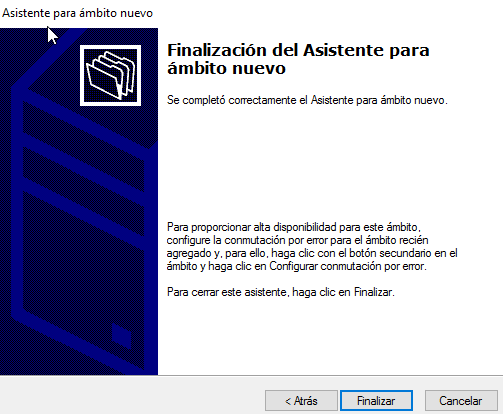 Asistente para ámbito nuevo
Finalización del Asistente para
ámbito nuevo
Se completó correctamente el Asistente para ámbito nuevo.
Para proporcionar alta disponibilidad para este ámbito,
configure la conmutación por error para el ámbito recién
agregado y, para ello, haga clic con el botón secundario en el
ámbito y haga clic en Configurar conmutación por error.
Para cerrar este asistente, haga clic en Finalizar.
< Atrás
Finalizar
Cancelar